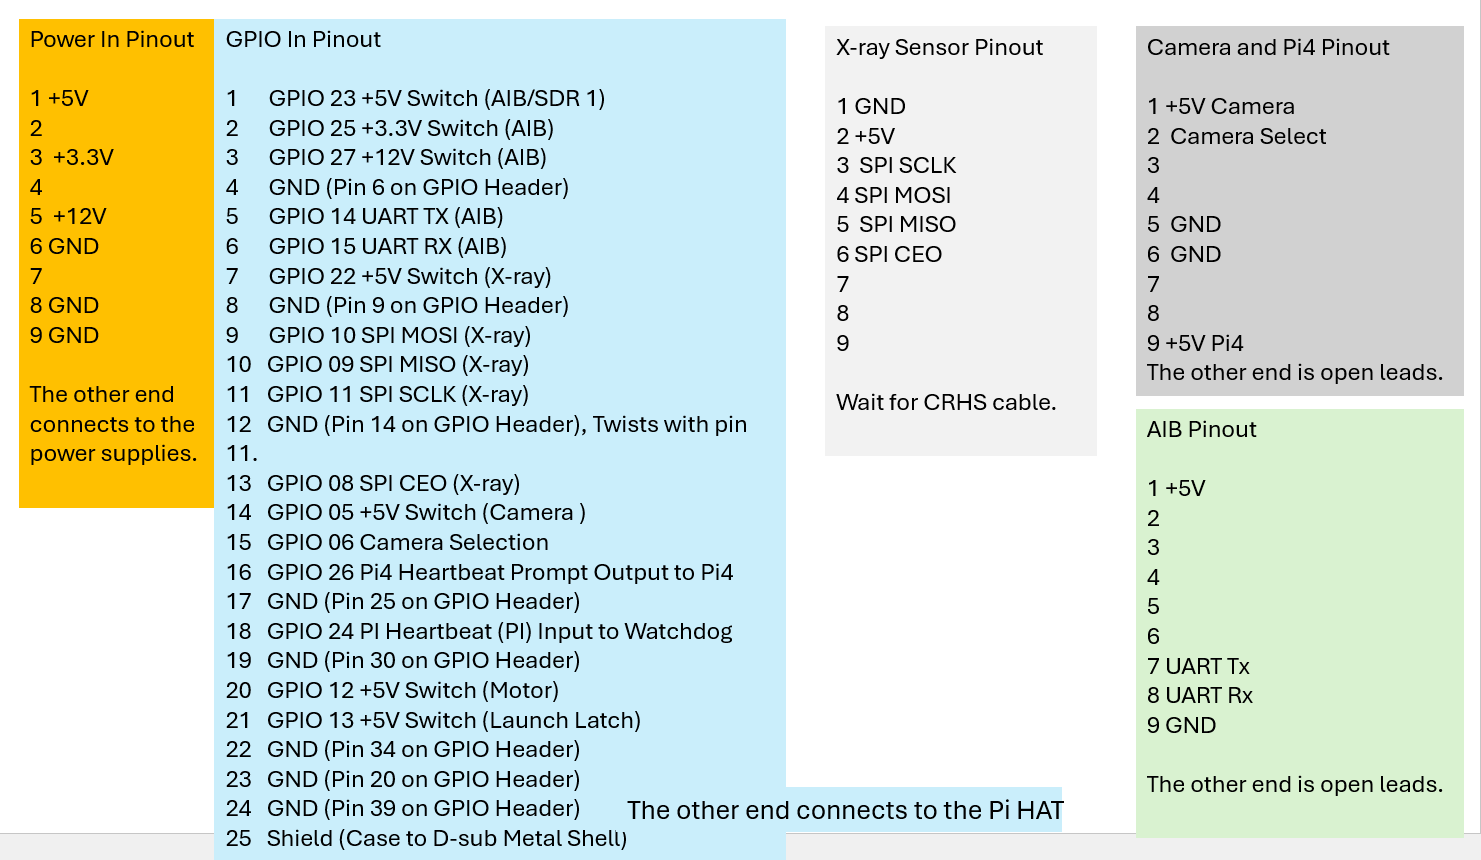 Power In Pinout
1 +5V
2
3 +3.3V
4
5 +12V
6 GND
7
8 GND
9 GND
The other end
connects to the
power supplies.
GPIO In Pinout
1 GPIO 23 +5V Switch (AIB/SDR 1)
2 GPIO 25 +3.3V Switch (AIB)
3 GPIO 27 +12V Switch (AIB)
4 GND (Pin 6 on GPIO Header)
5 GPIO 14 UART TX (AIB)
6 GPIO 15 UART RX (AIB)
7 GPIO 22 +5V Switch (X-ray)
8 GND (Pin 9 on GPIO Header)
9 GPIO 10 SPI MOSI (X-ray)
10 GPIO 09 SPI MISO (X-ray)
11 GPIO 11 SPI SCLK (X-ray)
12 GND (Pin 14 on GPIO Header), Twists with pin
11.
13 GPIO 08 SPI CEO (X-ray)
14 GPIO 05 +5V Switch (Camera )
15 GPIO 06 Camera Selection
16 GPIO 26 Pi4 Heartbeat Prompt Output to Pi4
17 GND (Pin 25 on GPIO Header)
18 GPIO 24 PI Heartbeat (PI) Input to Watchdog
19 GND (Pin 30 on GPIO Header)
20 GPIO 12 +5V Switch (Motor)
21 GPIO 13 +5V Switch (Launch Latch)
22 GND (Pin 34 on GPIO Header)
23 GND (Pin 20 on GPIO Header)
24 GND (Pin 39 on GPIO Header)
25 Shield (Case to D-sub Metal Shell)
The other end connects to the Pi HAT
X-ray Sensor Pinout
1 GND
2 +5V
3 SPI SCLK
4 SPI MOSI
5 SPI MISO
6 SPI CEO
7
8
9
Wait for CRHS cable.
Camera and Pi4 Pinout
1 +5V Camera
2 Camera Select
3
4
5 GND
6 GND
7
8
9 +5V Pi4
The other end is open leads.
AIB Pinout
1 +5V
2
3
4
5
6
7 UART Tx
8 UART Rx
9 GND
The other end is open leads.